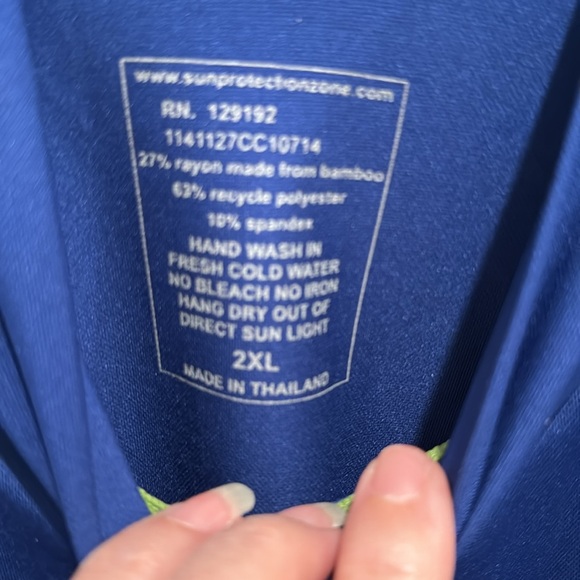 www.sunprotectionzone.com
RN. 129192
1141127CC10714
27% rayon made from bamboo
63% recycle polyester
10% spandex
HAND WASH IN
FRESH COLD WATER
NO BLEACH NO IRON
HANG DRY OUT OF
DIRECT SUN LIGHT
2XL
MADE IN THAILAND